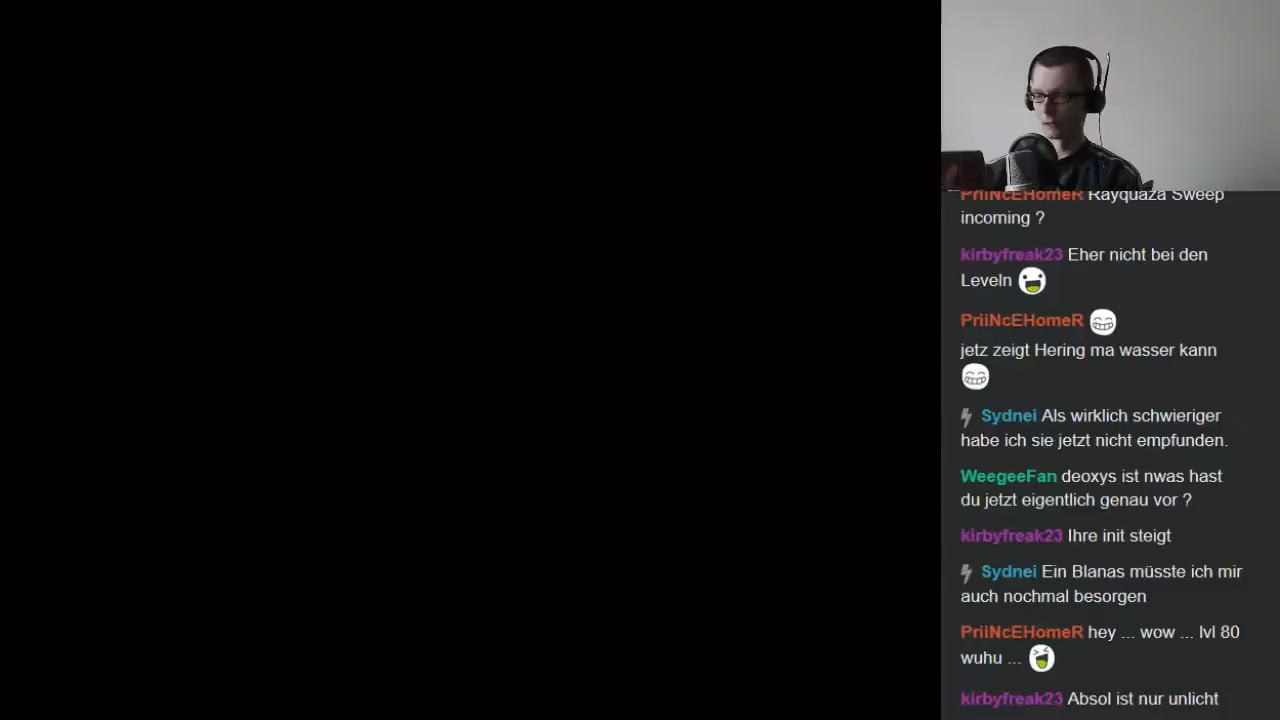 PriiNcEHomeR Rayquaza Sweep
incoming ?
kirbyfreak23 Eher nicht bei den
Leveln
PriiNcEHomeR
jetz zeigt Hering ma wasser kann
Sydnei Als wirklich schwieriger
habe ich sie jetzt nicht empfunden.
WeegeeFan deoxys ist nwas hast
du jetzt eigentlich genau vor ?
kirbyfreak23 Ihre init steigt
Sydnei Ein Blanas müsste ich mir
auch nochmal besorgen
PriiNcEHomeR hey ... wow ... lvl 80
wuhu ...
kirbyfreak23 Absol ist nur unlicht